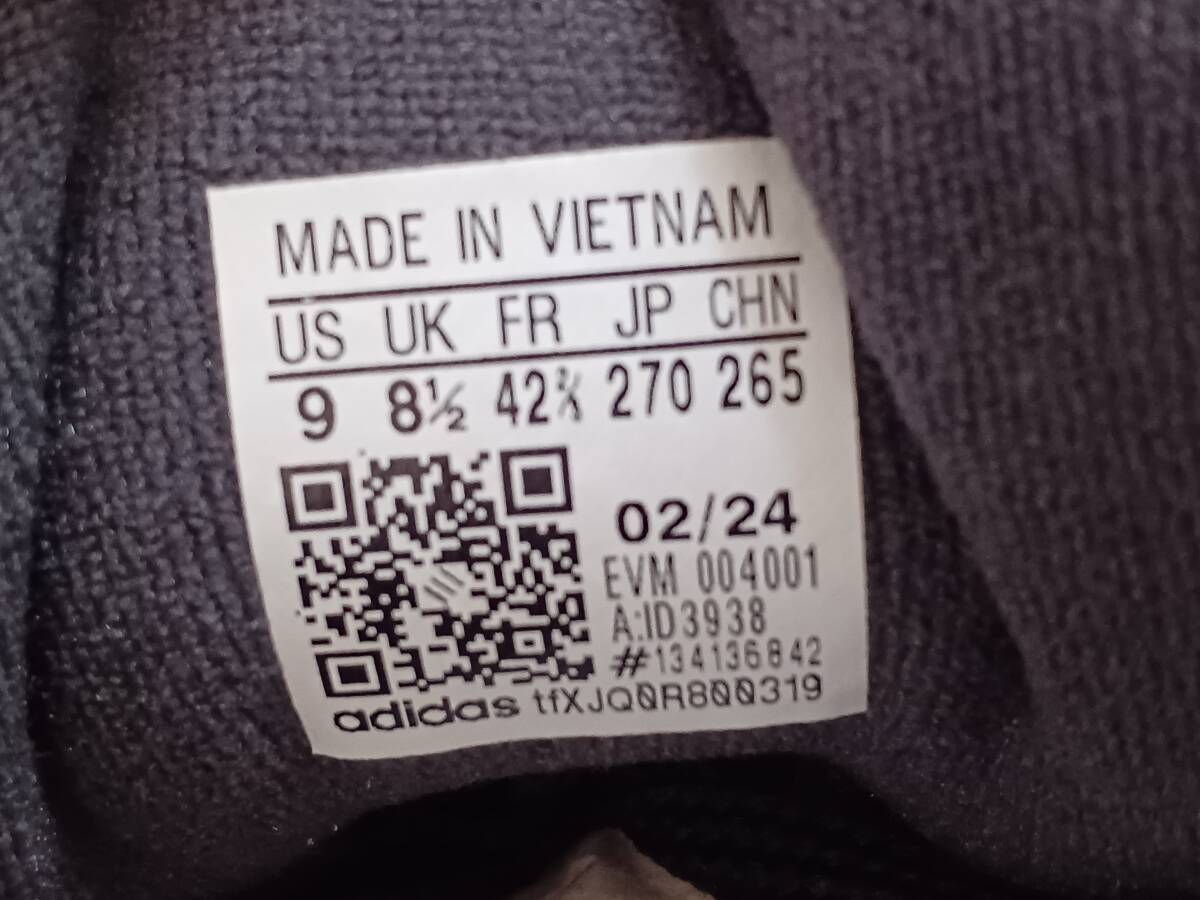 MADE IN VIETNAM
US UK FR JP CHN
9 8½ 42⅔ 270 265
02/24
EVM 004001
A:ID3938
#134136842
adidas tfXJQ0R800319